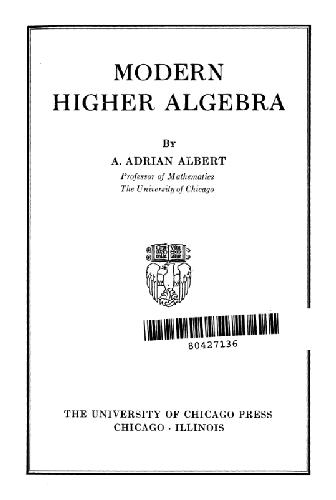 MODERN
HIGHER ALGEBRA
By
A. ADRIAN ALBERT
Professor of Mathematics
The University of Chicago
80427136
THE UNIVERSITY OF CHICAGO PRESS
CHICAGO · ILLINOIS